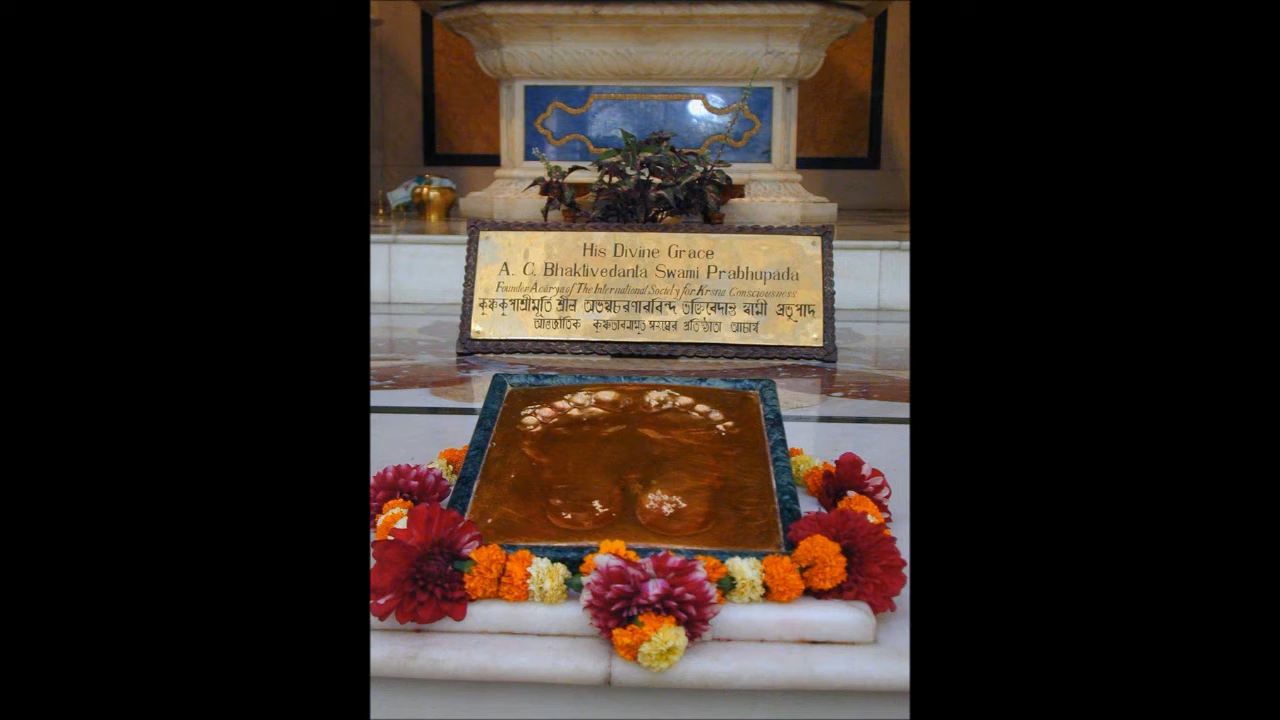 His Divine Grace
A. C. Bhaktivedanta Swami Prabhupada
Founder Acarya of The International Society for Krsna Consciousness
কৃষ্ণকৃপাশ্রীমূর্তি শ্রীল অভয়চরণারবিন্দ ভক্তিবেদান্ত স্বামী প্রভুপাদ
আন্তর্জাতিক কৃষ্ণভাবনামৃত সংঘের প্রতিষ্ঠাতা আচার্য